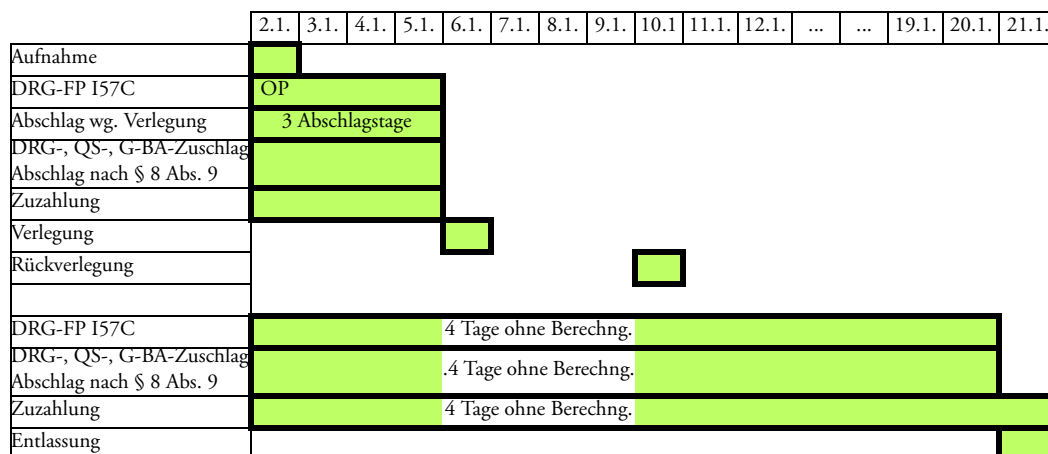 2.1. 3.1. 4.1. 5.1. 6.1. 7.1. 8.1. 9.1. 10.1 11.1. 12.1. ... ... 19.1. 20.1. 21.1.
Aufnahme
DRG-FP I57C OP
Abschlag wg. Verlegung 3 Abschlagstage
DRG-, QS-, G-BA-Zuschlag
Abschlag nach § 8 Abs. 9
Zuzahlung
Verlegung
Rückverlegung
DRG-FP I57C 4 Tage ohne Berechng.
DRG-, QS-, G-BA-Zuschlag
Abschlag nach § 8 Abs. 9 .4 Tage ohne Berechng.
Zuzahlung 4 Tage ohne Berechng.
Entlassung